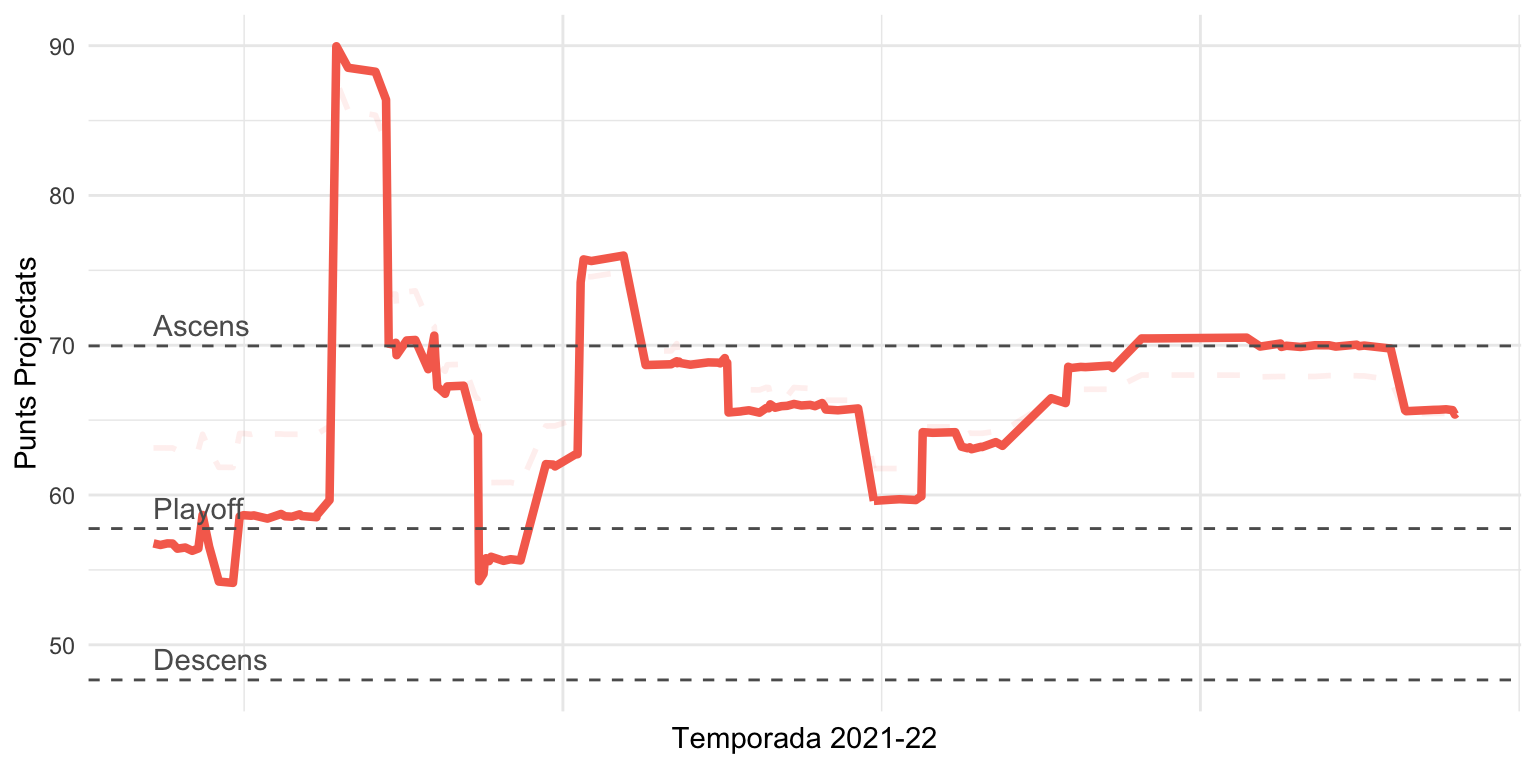 90
80
70
60
50
Punts Projectats
Ascens
Playoff
Descens
Temporada 2021-22